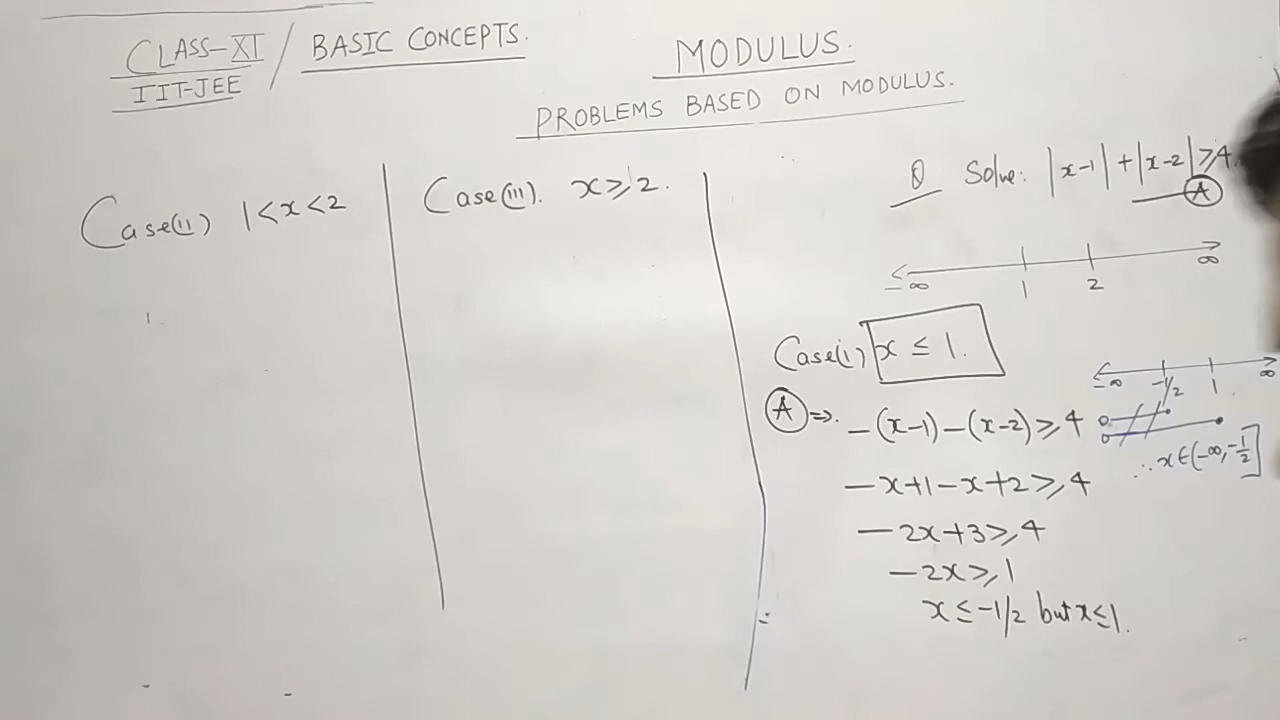 CLASS-XI / BASIC CONCEPTS.
IIT-JEE
MODULUS.
PROBLEMS BASED ON MODULUS.
Case(ii) 1<x<2
Case(iii). x≥2.
Q Solve: |x-1|+|x-2|≥4.
A
-∞ 1 2 ∞
Case(i) x≤1.
A ⇒. -(x-1)-(x-2)≥4
-x+1-x+2≥4
-2x+3≥4
-2x≥1
x≤-1/2 but x≤1.
-∞ -1/2 1 ∞
∴x∈(-∞,-1/2]